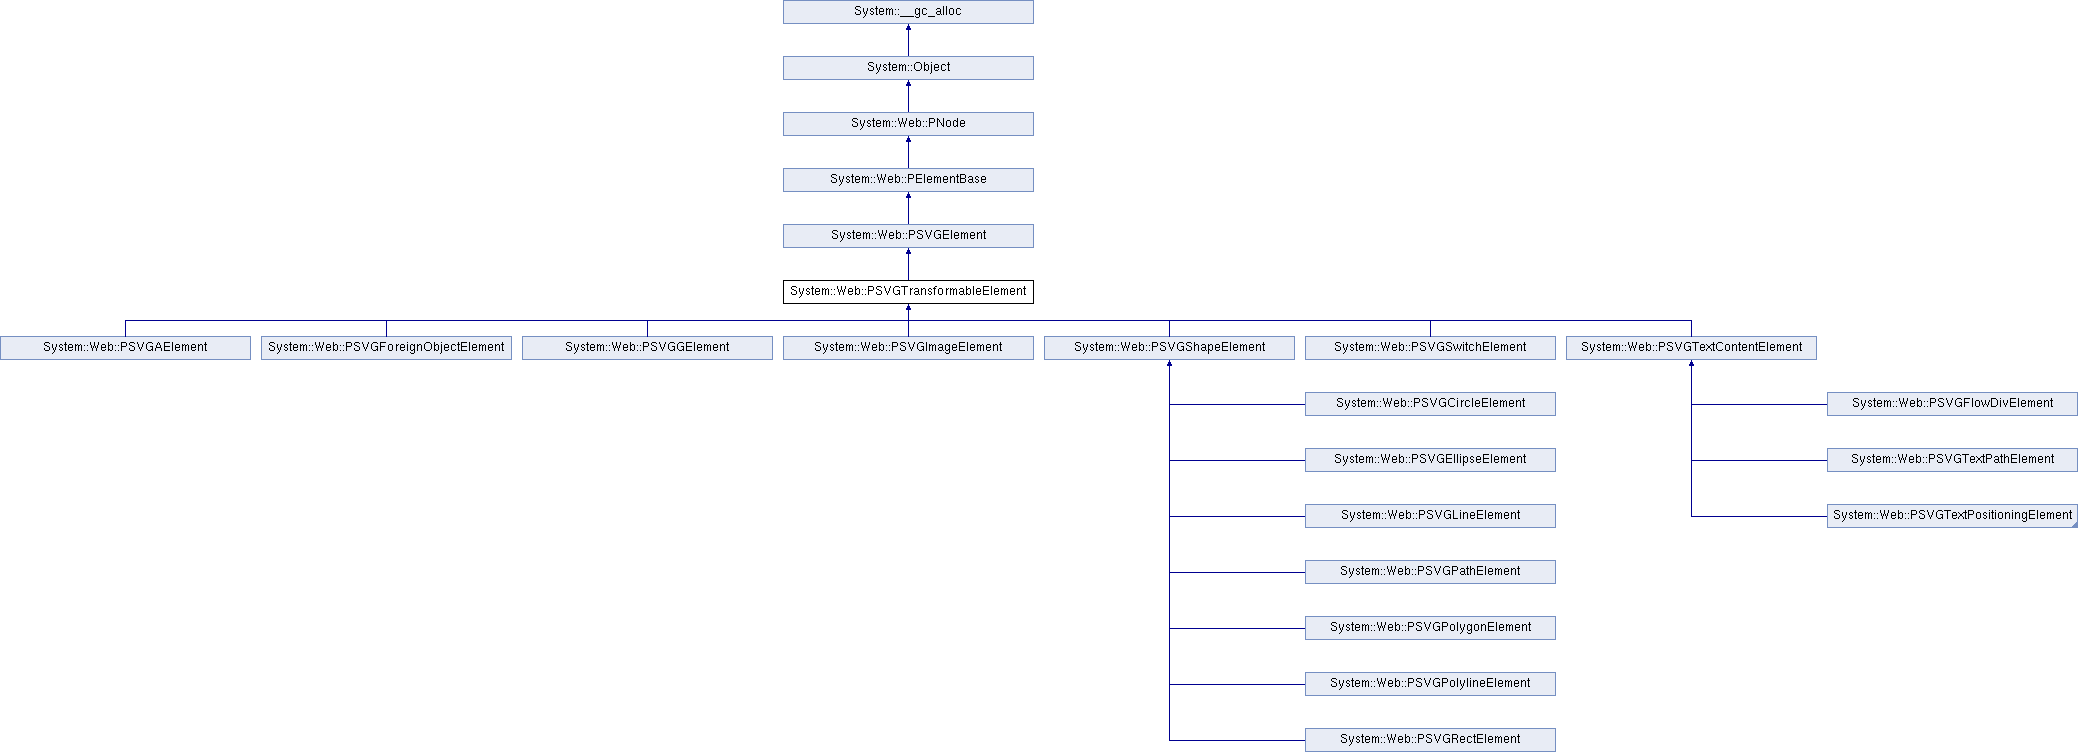 System::__gc_alloc
System::Object
System::Web::PNode
System::Web::PElementBase
System::Web::PSVGElement
System::Web::PSVGTransformableElement
System::Web::PSVGAElement
System::Web::PSVGForeignObjectElement
System::Web::PSVGGElement
System::Web::PSVGImageElement
System::Web::PSVGShapeElement
System::Web::PSVGSwitchElement
System::Web::PSVGTextContentElement
System::Web::PSVGCircleElement
System::Web::PSVGFlowDivElement
System::Web::PSVGEllipseElement
System::Web::PSVGTextPathElement
System::Web::PSVGLineElement
System::Web::PSVGTextPositioningElement
System::Web::PSVGPathElement
System::Web::PSVGPolygonElement
System::Web::PSVGPolylineElement
System::Web::PSVGRectElement